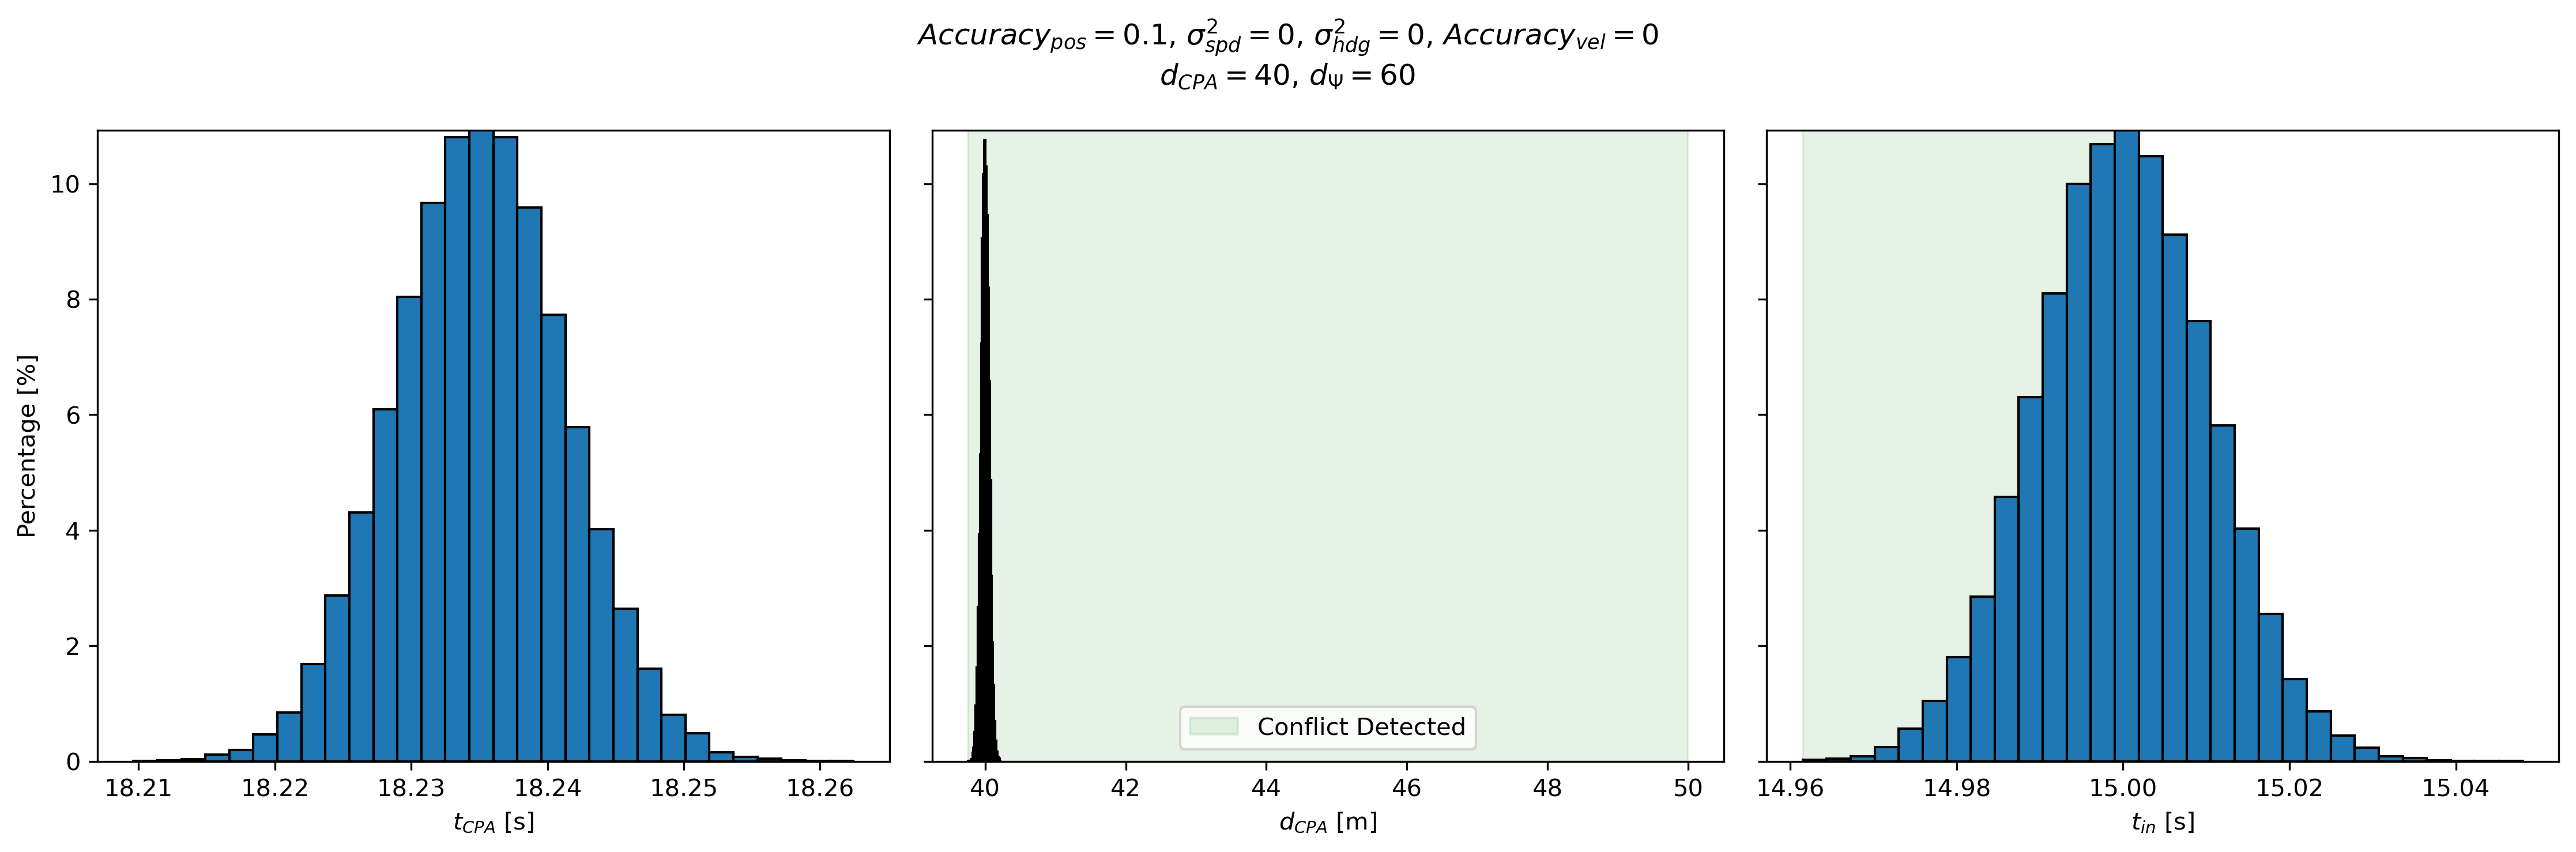 Accuracy_pos = 0.1, σ²_spd = 0, σ²_hdg = 0, Accuracy_vel = 0
d_CPA = 40, d_Ψ = 60
Percentage [%]
10
8
6
4
2
0
18.21 18.22 18.23 18.24 18.25 18.26
t_CPA [s]
Conflict Detected
40 42 44 46 48 50
d_CPA [m]
14.96 14.98 15.00 15.02 15.04
t_in [s]